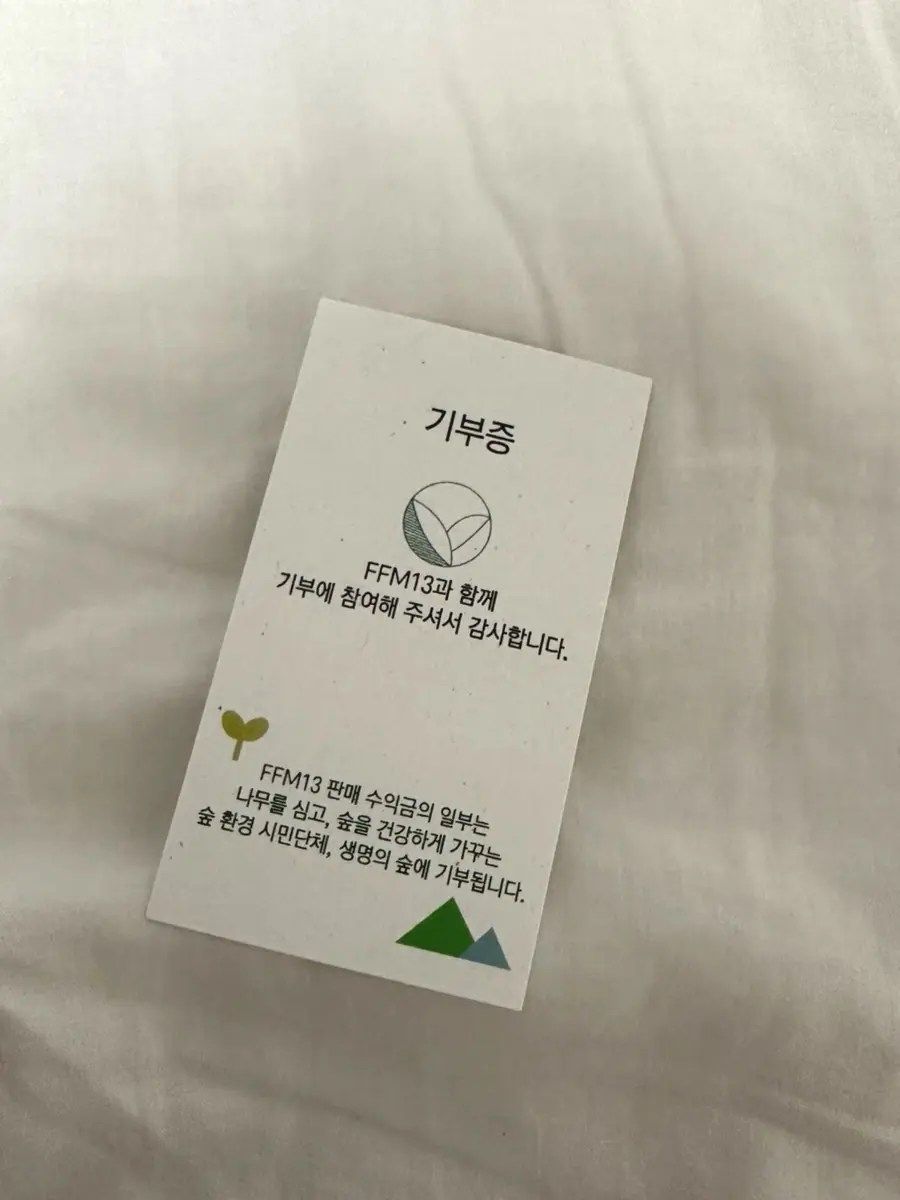 기부증
FFM13과 함께
기부에 참여해 주셔서 감사합니다.
FFM13 판매 수익금의 일부는
나무를 심고, 숲을 건강하게 가꾸는
숲 환경 시민단체, 생명의 숲에 기부됩니다.